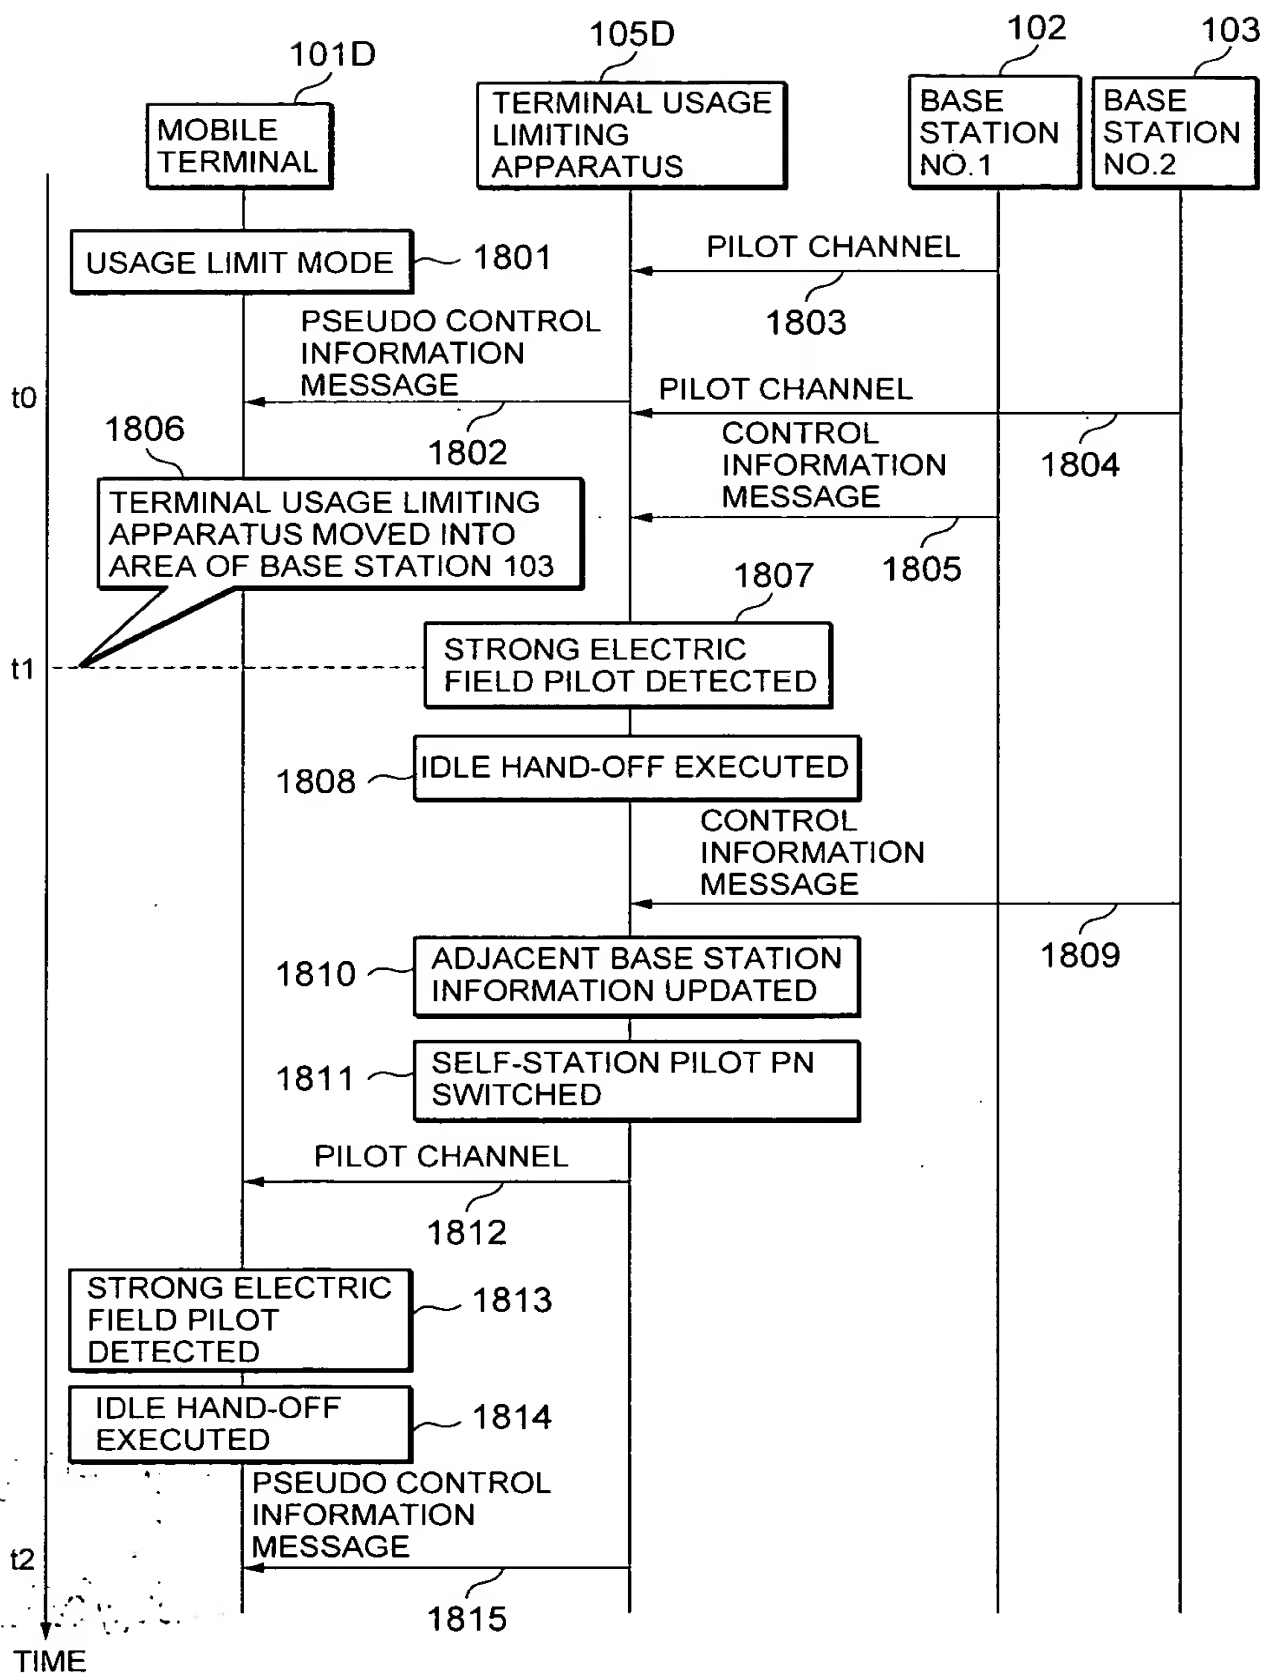 101D
105D
102
103
MOBILE
TERMINAL
TERMINAL USAGE
LIMITING
APPARATUS
BASE
STATION
NO.1
BASE
STATION
NO.2
USAGE LIMIT MODE
1801
PILOT CHANNEL
1803
PSEUDO CONTROL
INFORMATION
MESSAGE
t0
1802
PILOT CHANNEL
1804
1806
CONTROL
INFORMATION
MESSAGE
1805
TERMINAL USAGE LIMITING
APPARATUS MOVED INTO
AREA OF BASE STATION 103
1807
t1
STRONG ELECTRIC
FIELD PILOT DETECTED
1808
IDLE HAND-OFF EXECUTED
CONTROL
INFORMATION
MESSAGE
1809
1810
ADJACENT BASE STATION
INFORMATION UPDATED
1811
SELF-STATION PILOT PN
SWITCHED
PILOT CHANNEL
1812
STRONG ELECTRIC
FIELD PILOT
DETECTED
1813
IDLE HAND-OFF
EXECUTED
1814
PSEUDO CONTROL
INFORMATION
MESSAGE
t2
1815
TIME